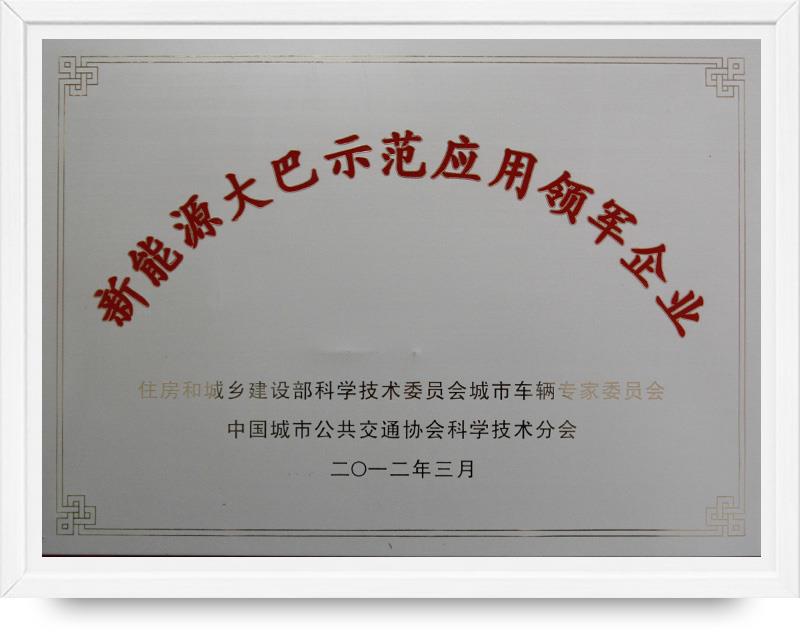 新能源大巴示范应用领军企业
住房和城乡建设部科学技术委员会城市车辆专家委员会
中国城市公共交通协会科学技术分会
二〇一二年三月